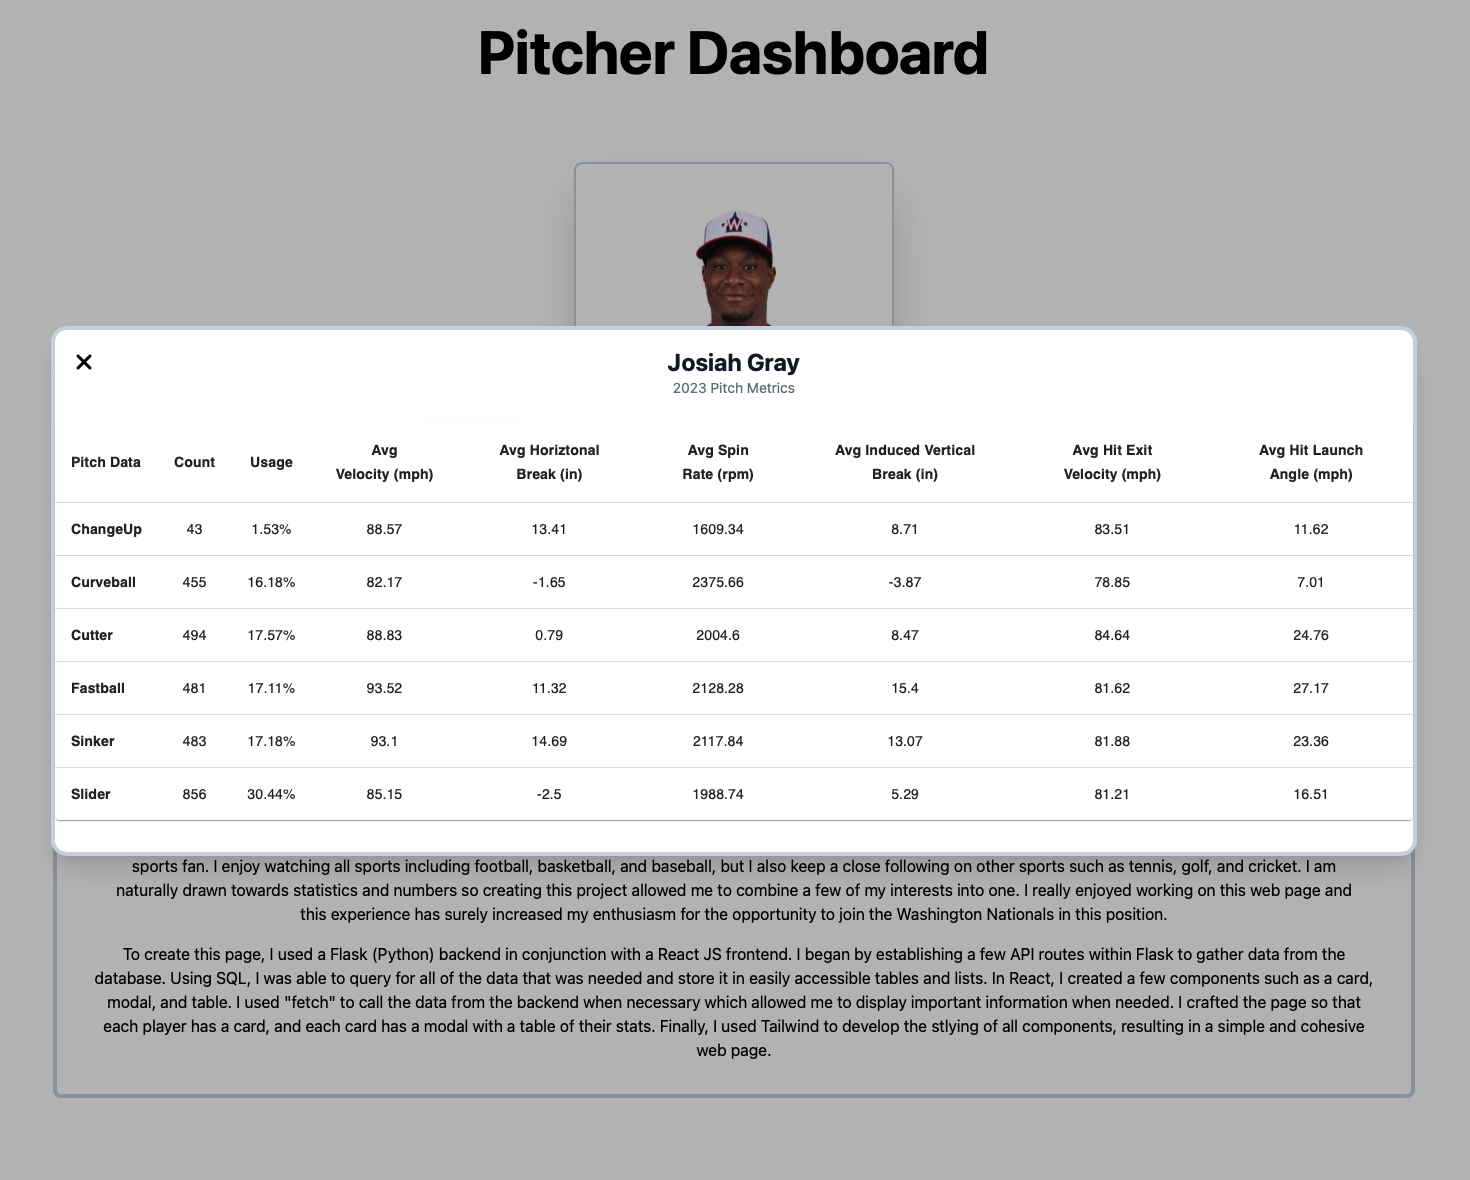 Pitcher Dashboard
W
Josiah Gray
2023 Pitch Metrics
Pitch Data Count Usage Avg Velocity (mph) Avg Horiztonal Break (in) Avg Spin Rate (rpm) Avg Induced Vertical Break (in) Avg Hit Exit Velocity (mph) Avg Hit Launch Angle (mph)
ChangeUp 43 1.53% 88.57 13.41 1609.34 8.71 83.51 11.62
Curveball 455 16.18% 82.17 -1.65 2375.66 -3.87 78.85 7.01
Cutter 494 17.57% 88.83 0.79 2004.6 8.47 84.64 24.76
Fastball 481 17.11% 93.52 11.32 2128.28 15.4 81.62 27.17
Sinker 483 17.18% 93.1 14.69 2117.84 13.07 81.88 23.36
Slider 856 30.44% 85.15 -2.5 1988.74 5.29 81.21 16.51
sports fan. I enjoy watching all sports including football, basketball, and baseball, but I also keep a close following on other sports such as tennis, golf, and cricket. I am
naturally drawn towards statistics and numbers so creating this project allowed me to combine a few of my interests into one. I really enjoyed working on this web page and
this experience has surely increased my enthusiasm for the opportunity to join the Washington Nationals in this position.
To create this page, I used a Flask (Python) backend in conjunction with a React JS frontend. I began by establishing a few API routes within Flask to gather data from the
database. Using SQL, I was able to query for all of the data that was needed and store it in easily accessible tables and lists. In React, I created a few components such as a card,
modal, and table. I used "fetch" to call the data from the backend when necessary which allowed me to display important information when needed. I crafted the page so that
each player has a card, and each card has a modal with a table of their stats. Finally, I used Tailwind to develop the stlying of all components, resulting in a simple and cohesive
web page.